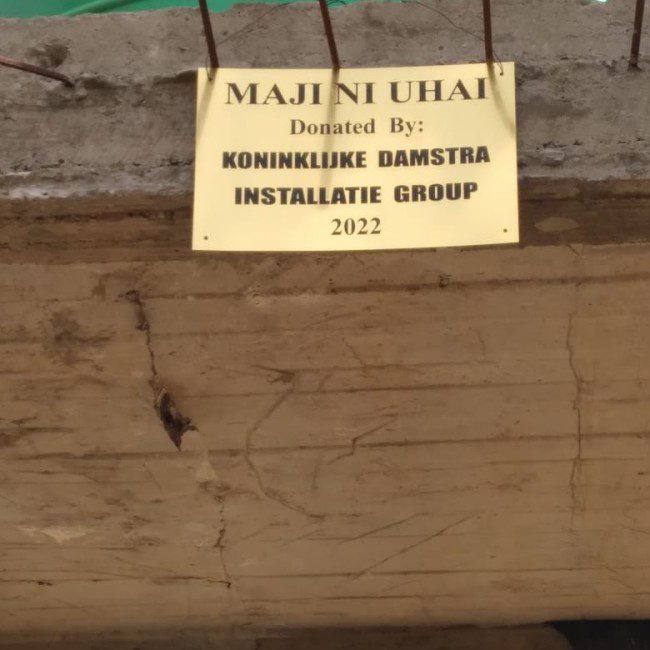 MAJI NI UHAI
Donated By:
KONINKLIJKE DAMSTRA
INSTALLATIE GROUP
2022